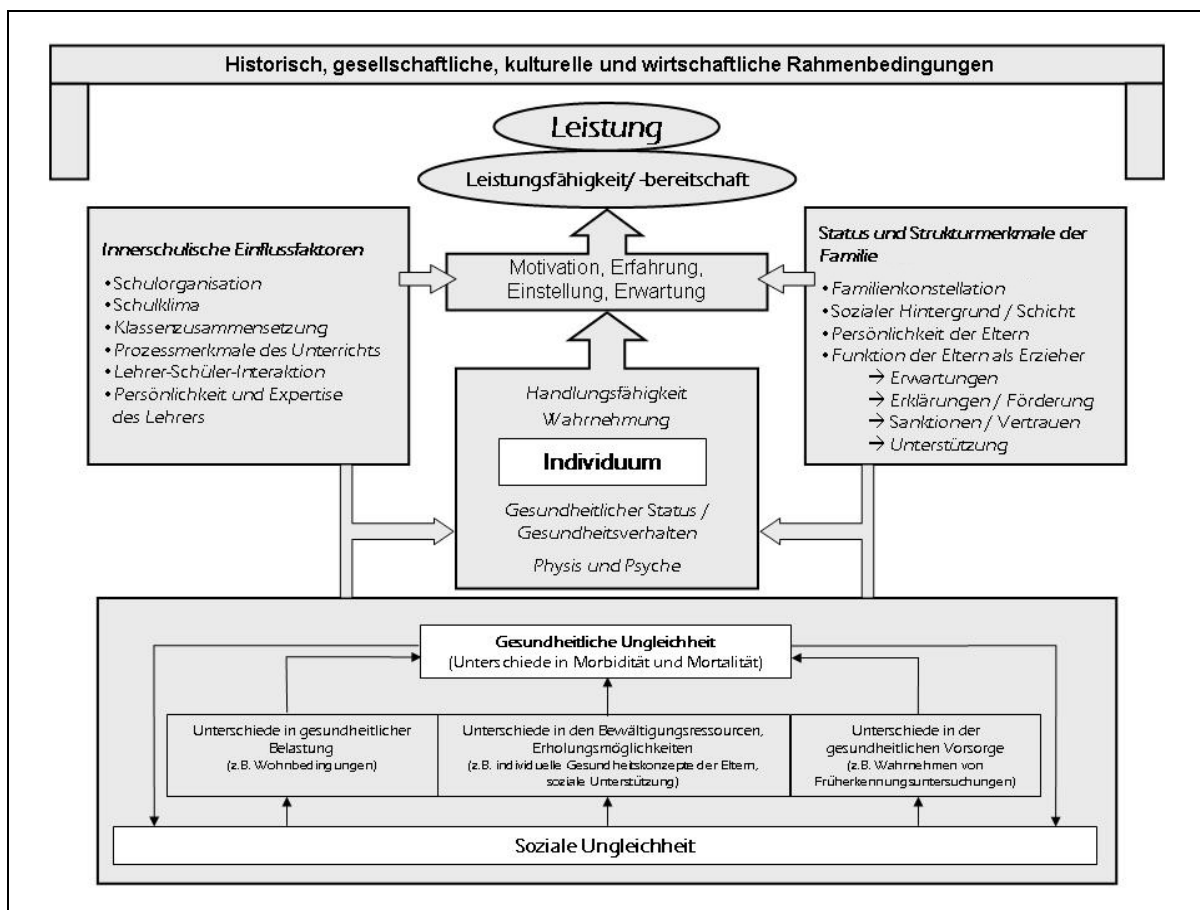 Historisch, gesellschaftliche, kulturelle und wirtschaftliche Rahmenbedingungen
Leistung
Leistungsfähigkeit/ -bereitschaft
Innerschulische Einflussfaktoren
•Schulorganisation
•Schulklima
•Klassenzusammensetzung
•Prozessmerkmale des Unterrichts
•Lehrer-Schüler-Interaktion
•Persönlichkeit und Expertise
des Lehrers
Motivation, Erfahrung,
Einstellung, Erwartung
Status und Strukturmerkmale der
Familie
•Familienkonstellation
•Sozialer Hintergrund / Schicht
•Persönlichkeit der Eltern
•Funktion der Eltern als Erzieher
→ Erwartungen
→ Erklärungen / Förderung
→ Sanktionen / Vertrauen
→ Unterstützung
Handlungsfähigkeit
Wahrnehmung
Individuum
Gesundheitlicher Status /
Gesundheitsverhalten
Physis und Psyche
Gesundheitliche Ungleichheit
(Unterschiede in Morbidität und Mortalität)
Unterschiede in gesundheitlicher
Belastung
(z.B. Wohnbedingungen)
Unterschiede in den Bewältigungsressourcen,
Erholungsmöglichkeiten
(z.B. individuelle Gesundheitskonzepte der Eltern,
soziale Unterstützung)
Unterschiede in der
gesundheitlichen Vorsorge
(z.B. Wahrnehmen von
Früherkennungsuntersuchungen)
Soziale Ungleichheit